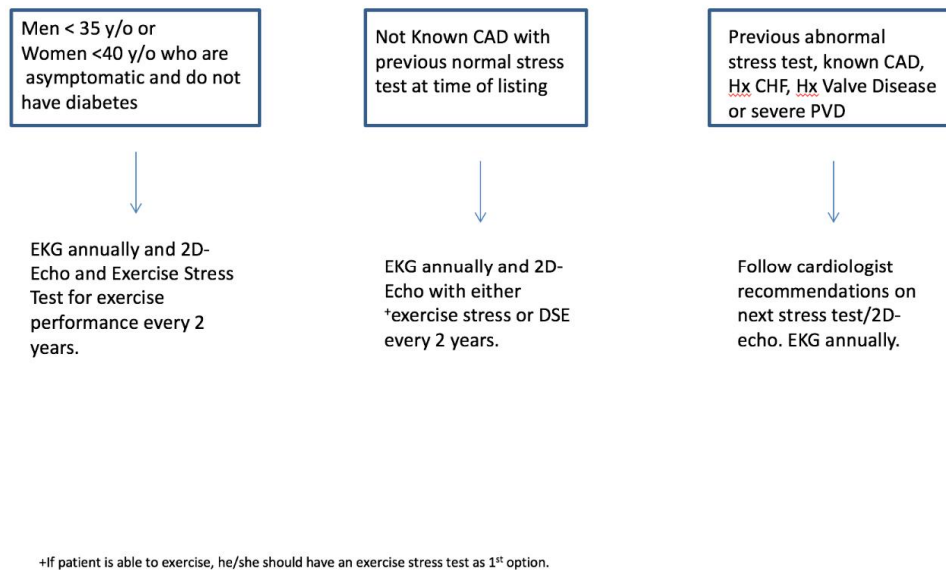 Men < 35 y/o or
Women <40 y/o who are
asymptomatic and do not
have diabetes
Not Known CAD with
previous normal stress
test at time of listing
Previous abnormal
stress test, known CAD,
Hx CHF, Hx Valve Disease
or severe PVD
EKG annually and 2D-
Echo and Exercise Stress
Test for exercise
performance every 2
years.
EKG annually and 2D-
Echo with either
+exercise stress or DSE
every 2 years.
Follow cardiologist
recommendations on
next stress test/2D-
echo. EKG annually.
+If patient is able to exercise, he/she should have an exercise stress test as 1st option.